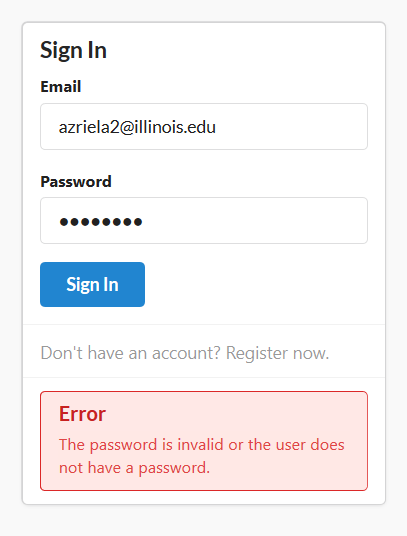 Sign In
Email
azriela2@illinois.edu
Password
••••••••
Sign In
Don't have an account? Register now.
Error
The password is invalid or the user does
not have a password.